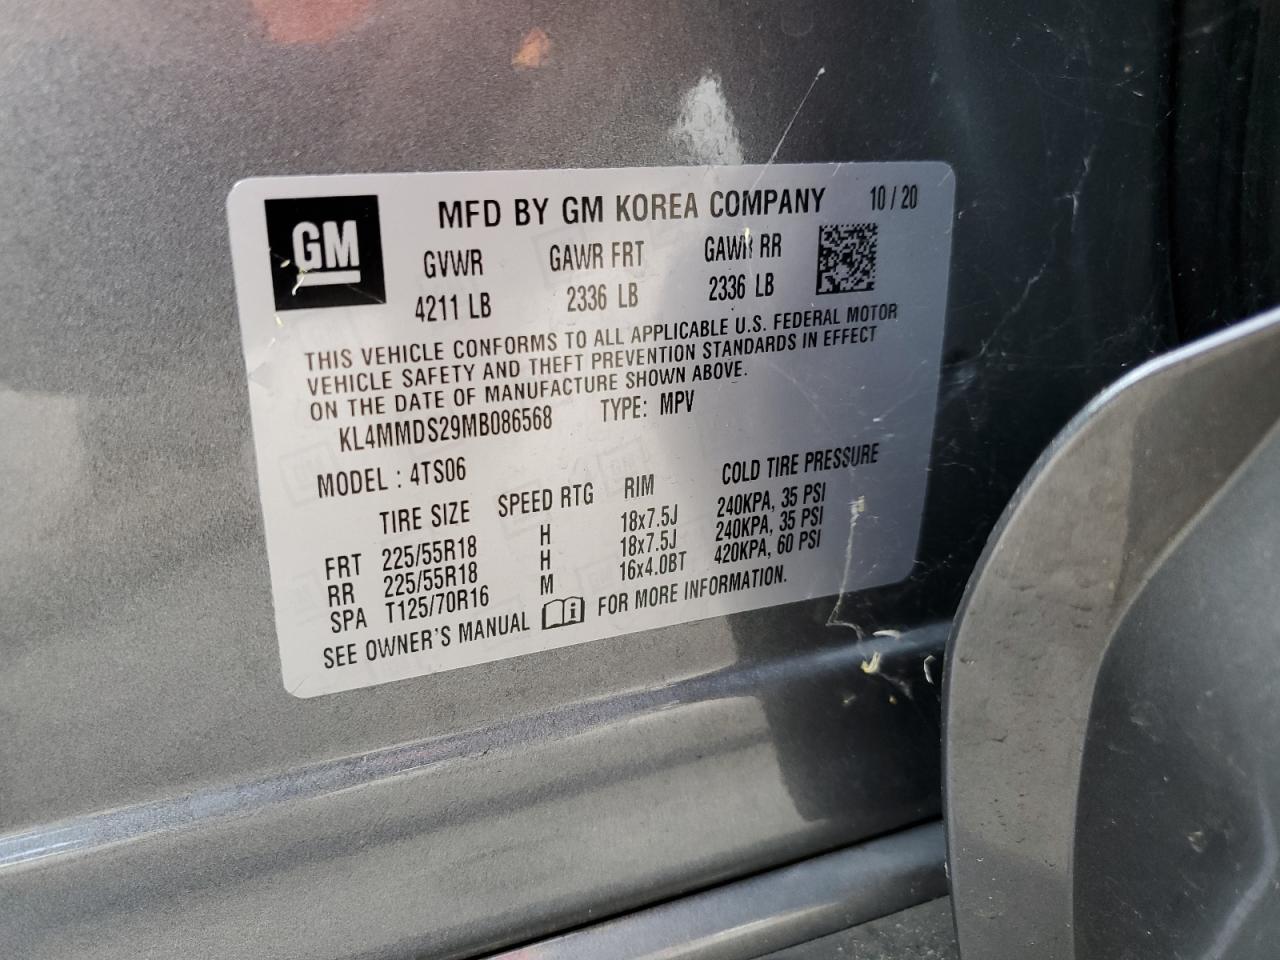 GM
MFD BY GM KOREA COMPANY 10 / 20
GVWR GAWR FRT GAWR RR
4211 LB 2336 LB 2336 LB
THIS VEHICLE CONFORMS TO ALL APPLICABLE U.S. FEDERAL MOTOR
VEHICLE SAFETY AND THEFT PREVENTION STANDARDS IN EFFECT
ON THE DATE OF MANUFACTURE SHOWN ABOVE.
KL4MMDS29MB086568 TYPE: MPV
MODEL : 4TS06
TIRE SIZE SPEED RTG RIM COLD TIRE PRESSURE
FRT 225/55R18 H 18x7.5J 240KPA, 35 PSI
RR 225/55R18 H 18x7.5J 240KPA, 35 PSI
SPA T125/70R16 M 16x4.0BT 420KPA, 60 PSI
SEE OWNER'S MANUAL FOR MORE INFORMATION.